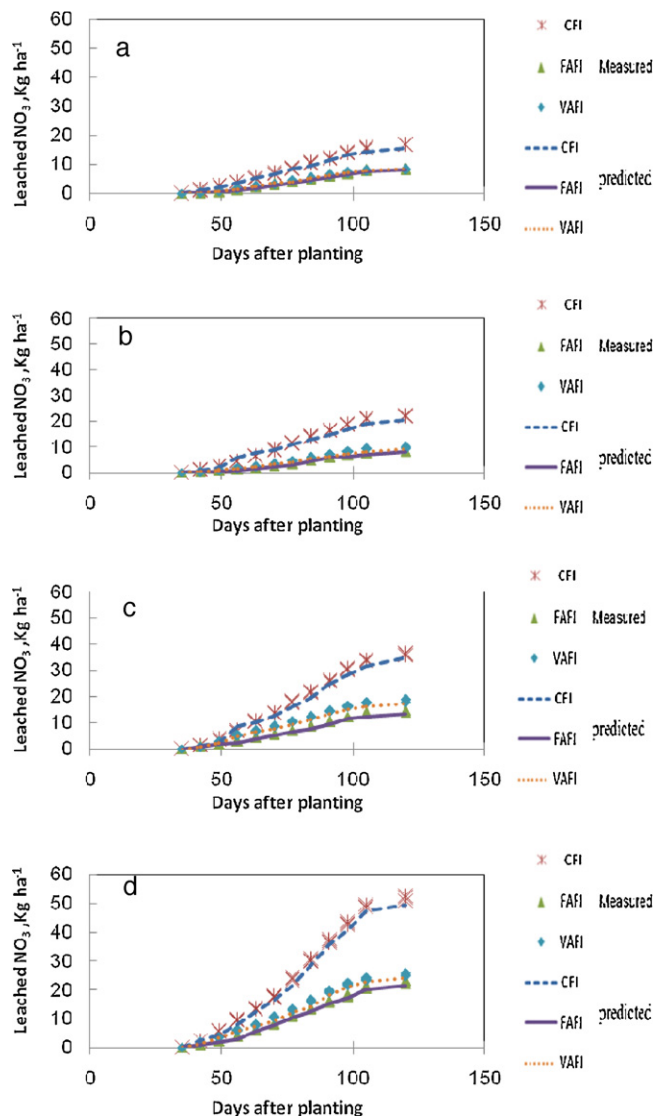 a
Leached NO3 ,Kg ha-1
60
50
40
30
20
10
0
0 50 100 150
Days after planting
CFI
FAFI Measured
VAFI
CFI
FAFI predicted
VAFI
b
Leached NO3 ,Kg ha-1
60
50
40
30
20
10
0
0 50 100 150
Days after planting
CFI
FAFI Measured
VAFI
CFI
FAFI predicted
VAFI
c
Leached NO3 ,Kg ha-1
60
50
40
30
20
10
0
0 50 100 150
Days after planting
CFI
FAFI Measured
VAFI
CFI
FAFI predicted
VAFI
d
Leached NO3 ,Kg ha-1
60
50
40
30
20
10
0
0 50 100 150
Days after planting
CFI
FAFI Measured
VAFI
CFI
FAFI predicted
VAFI